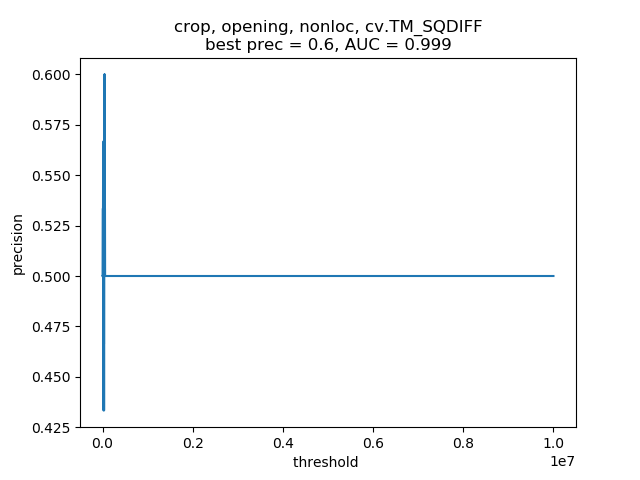 crop, opening, nonloc, cv.TM_SQDIFF
best prec = 0.6, AUC = 0.999
0.600
0.575
0.550
0.525
0.500
0.475
0.450
0.425
precision
0.0 0.2 0.4 0.6 0.8 1.0
1e7
threshold